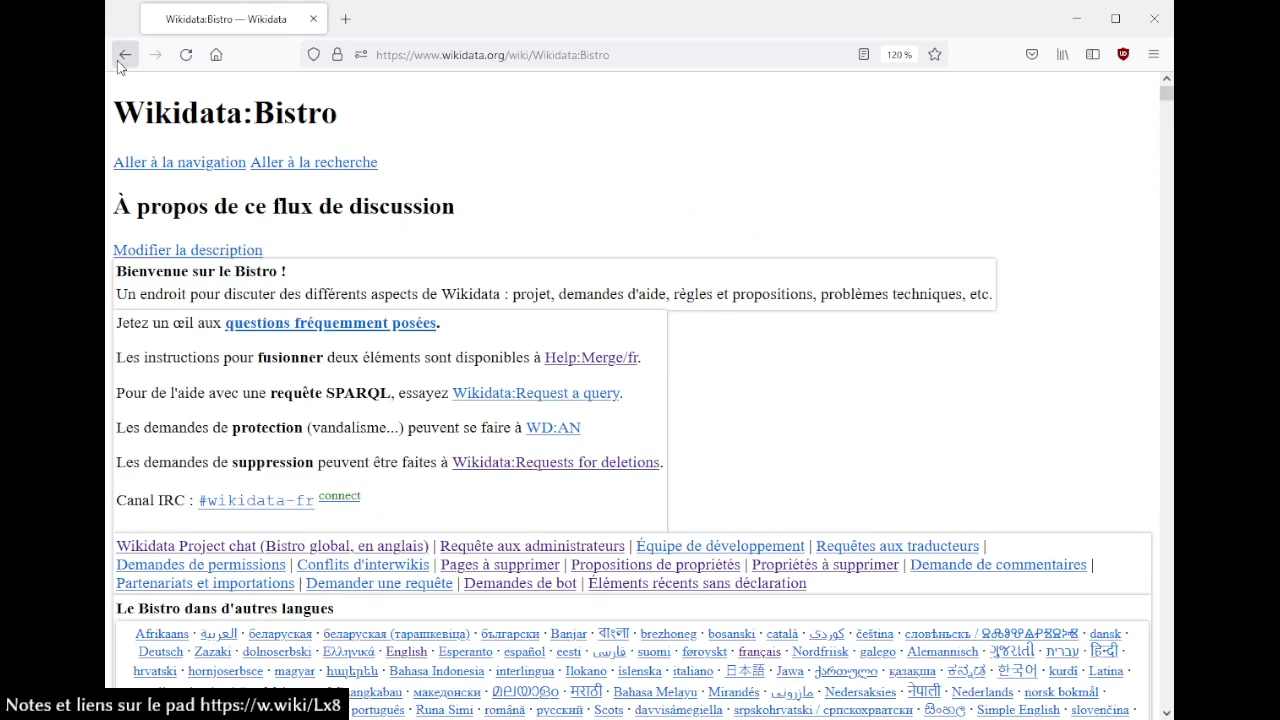 Wikidata:Bistro — Wikidata
https://www.wikidata.org/wiki/Wikidata:Bistro
120 %
Wikidata:Bistro
Aller à la navigation Aller à la recherche
À propos de ce flux de discussion
Modifier la description
Bienvenue sur le Bistro !
Un endroit pour discuter des différents aspects de Wikidata : projet, demandes d'aide, règles et propositions, problèmes techniques, etc.
Jetez un œil aux questions fréquemment posées.
Les instructions pour fusionner deux éléments sont disponibles à Help:Merge/fr.
Pour de l'aide avec une requête SPARQL, essayez Wikidata:Request a query.
Les demandes de protection (vandalisme...) peuvent se faire à WD:AN
Les demandes de suppression peuvent être faites à Wikidata:Requests for deletions.
Canal IRC : #wikidata-fr connect
Wikidata Project chat (Bistro global, en anglais) | Requête aux administrateurs | Équipe de développement | Requêtes aux traducteurs |
Demandes de permissions | Conflits d'interwikis | Pages à supprimer | Propositions de propriétés | Propriétés à supprimer | Demande de commentaires |
Partenariats et importations | Demander une requête | Demandes de bot | Éléments récents sans déclaration
Le Bistro dans d'autres langues
Afrikaans · العربية · беларуская · беларуская (тарашкевіца) · български · Banjar · বাংলা · brezhoneg · bosanski · català · کوردی · čeština · словѣньскъ / ⰔⰎⰑⰂⰡⰐⰠⰔⰍⰟ · dansk ·
Deutsch · Zazaki · dolnoserbski · Ελληνικά · English · Esperanto · español · eesti · فارسی · suomi · føroyskt · français · Nordfriisk · galego · Alemannisch · ગુજરાતી · עברית · हिन्दी ·
hrvatski · hornjoserbsce · magyar · հայերեն · Bahasa Indonesia · interlingua · Ilokano · íslenska · italiano · 日本語 · Jawa · ქართული · қазақша · ಕನ್ನಡ · 한국어 · kurdî · Latina ·
angkabau · македонски · മലയാളം · मराठी · Bahasa Melayu · Mirandés · مازرونی · Nedersaksies · नेपाली · Nederlands · norsk bokmål ·
português · Runa Simi · română · русский · Scots · davvisámegiella · srpskohrvatski / српскохрватски · සිංහල · Simple English · slovenčina ·
Notes et liens sur le pad https://w.wiki/Lx8